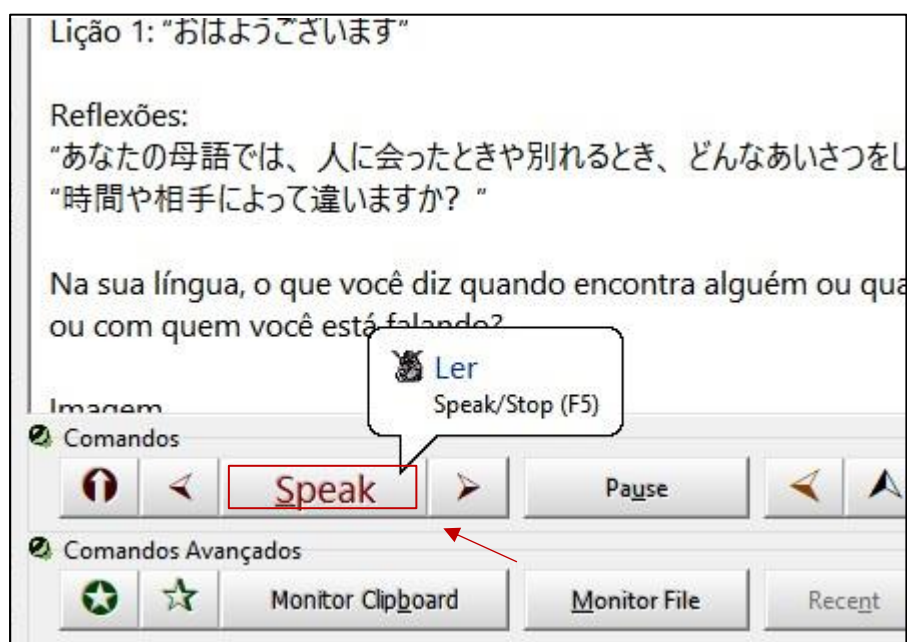 Lição 1: “おはようございます”
Reflexões:
“あなたの母語では、人に会ったときや別れるとき、どんなあいさつをし
“時間や相手によって違いますか？”
Na sua língua, o que você diz quando encontra alguém ou qua
ou com quem você está falando?
Ler
Speak/Stop (F5)
Imagem
Comandos
Speak
Pause
Comandos Avançados
Monitor Clipboard
Monitor File
Recent